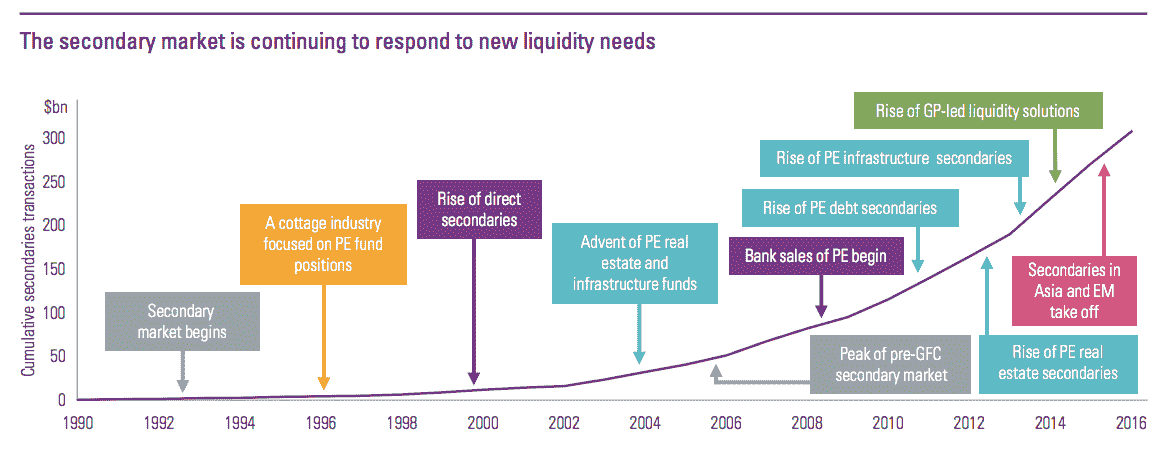 The secondary market is continuing to respond to new liquidity needs
$bn
Cumulative secondaries transactions
300
250
200
150
100
50
0
Secondary
market begins
A cottage industry
focused on PE fund
positions
Rise of direct
secondaries
Advent of PE real
estate and
infrastructure funds
Bank sales of PE begin
Rise of PE debt secondaries
Rise of PE infrastructure secondaries
Rise of GP-led liquidity solutions
Peak of pre-GFC
secondary market
Rise of PE real
estate secondaries
Secondaries in
Asia and EM
take off
1990
1992
1994
1996
1998
2000
2002
2004
2006
2008
2010
2012
2014
2016